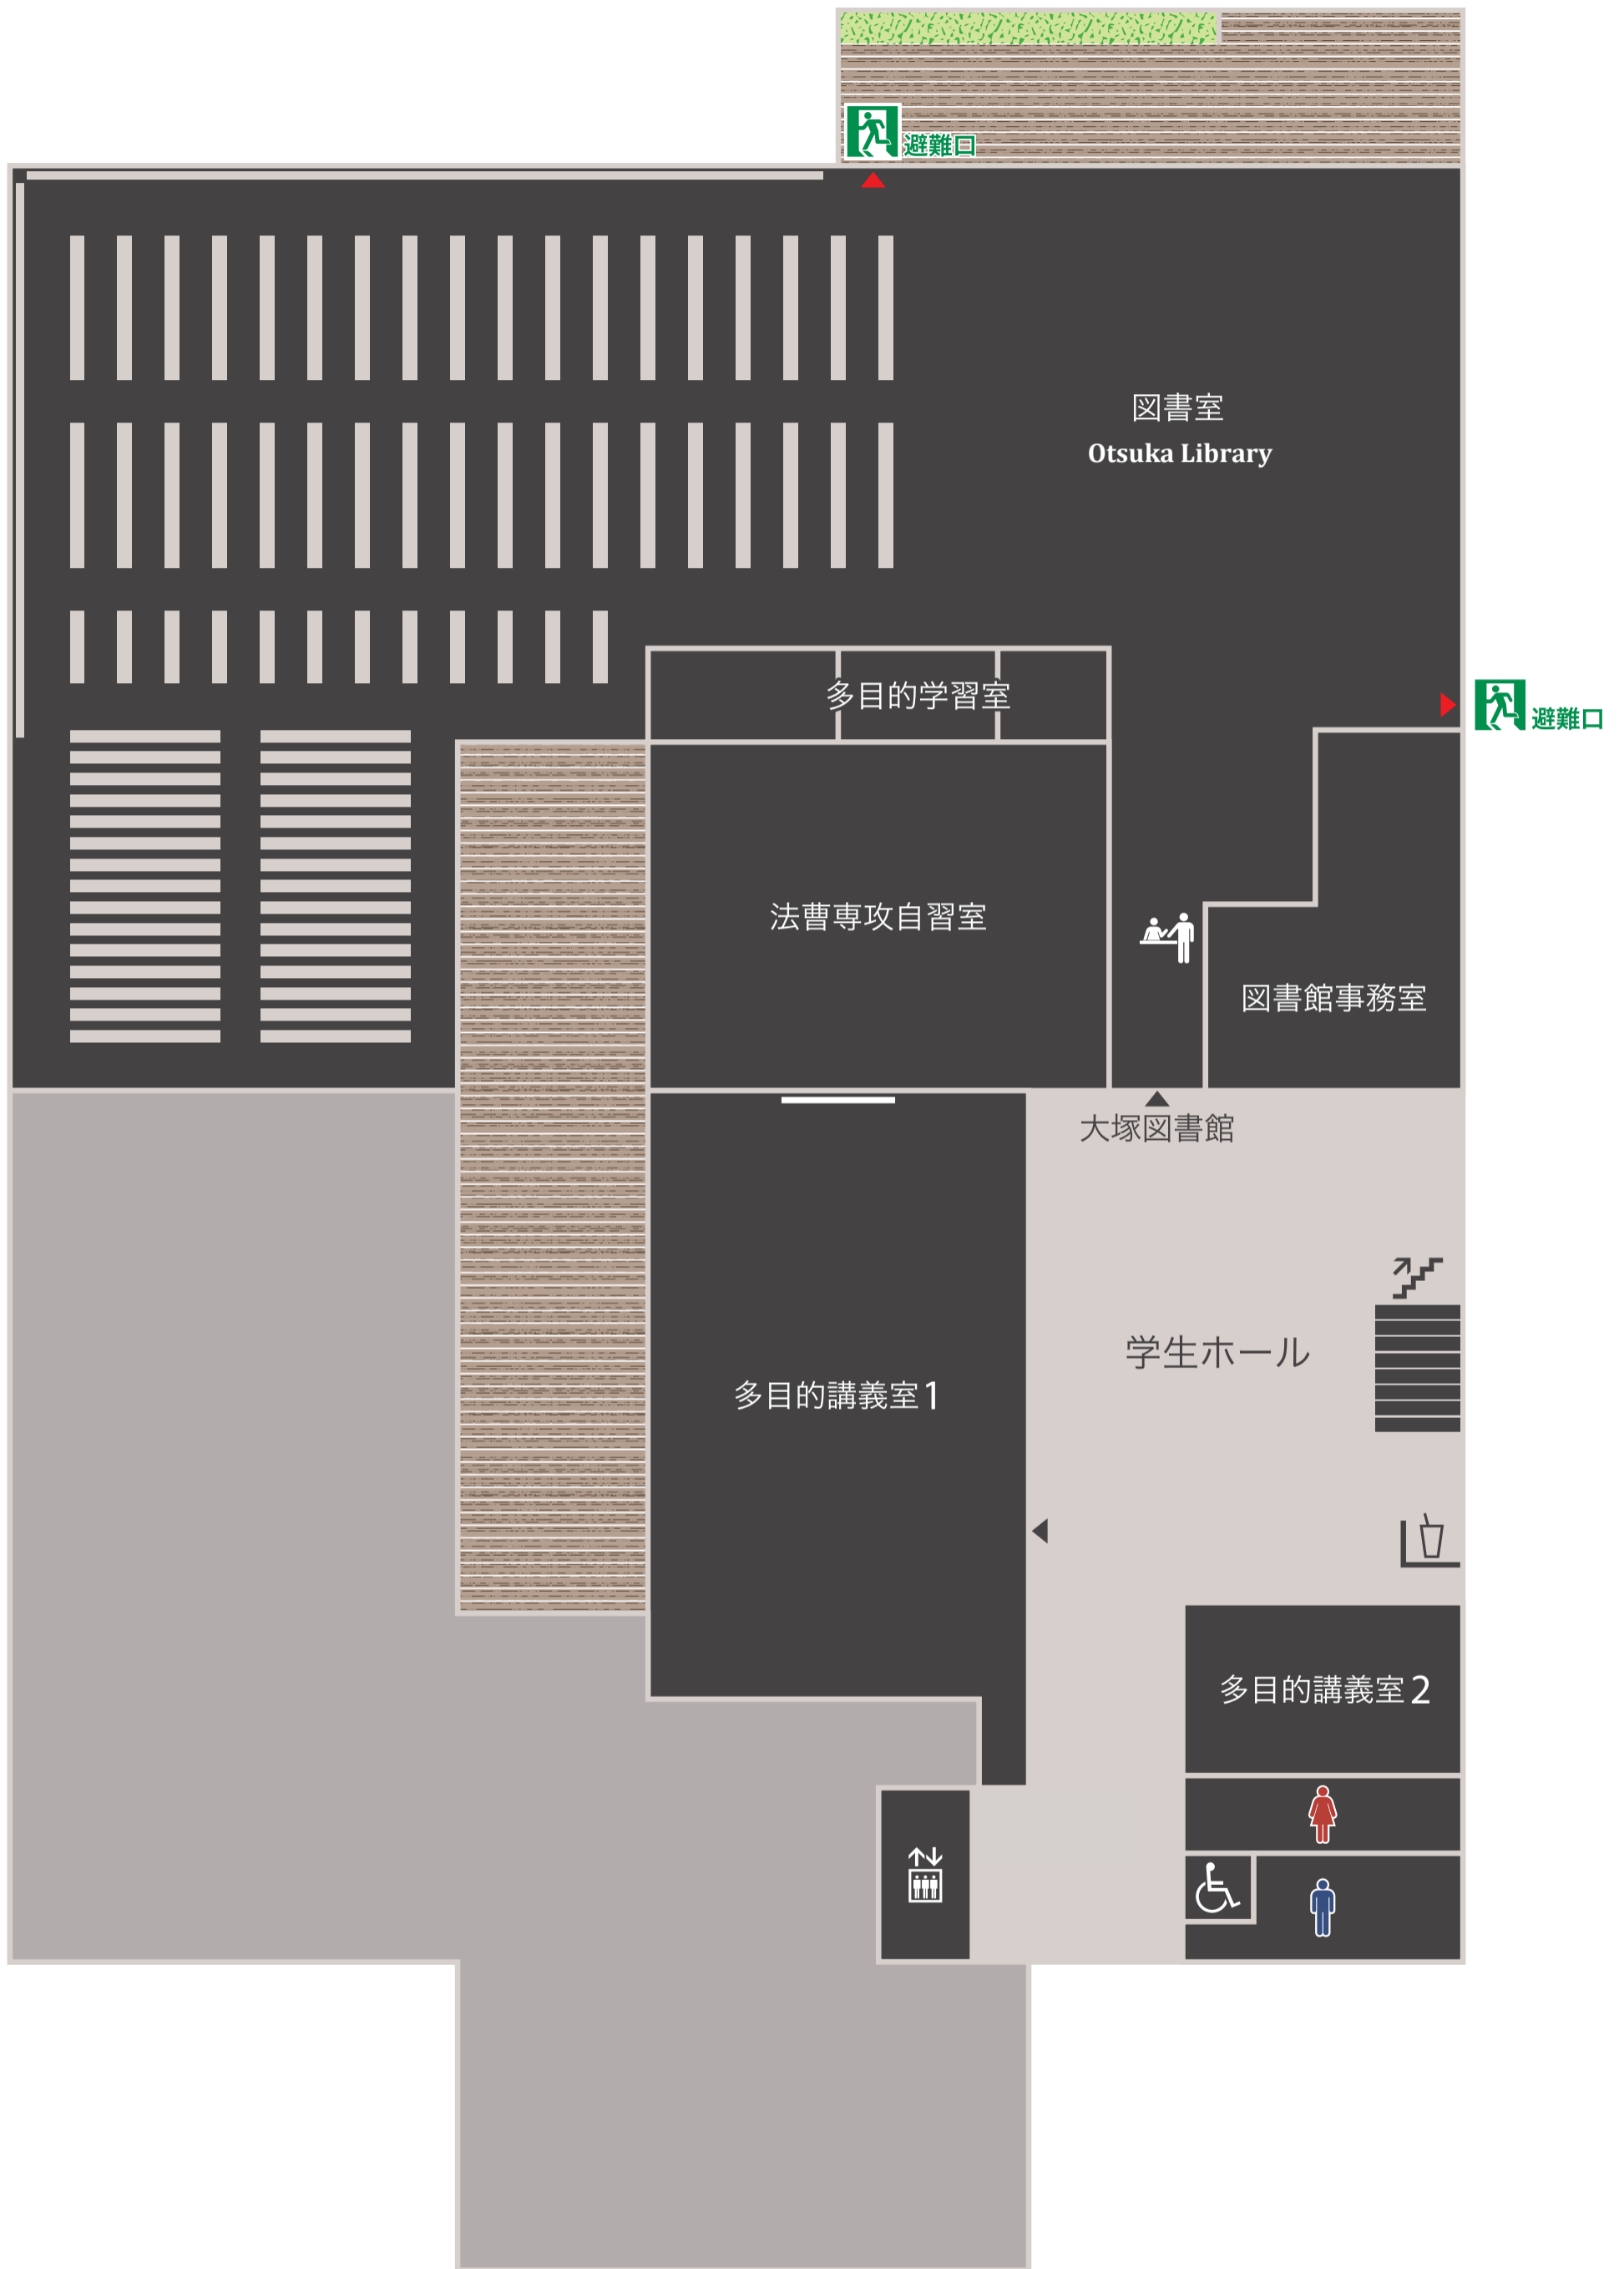 避難口
図書室
Otsuka Library
多目的学習室
避難口
法曹専攻自習室
図書館事務室
大塚図書館
学生ホール
多目的講義室1
多目的講義室2